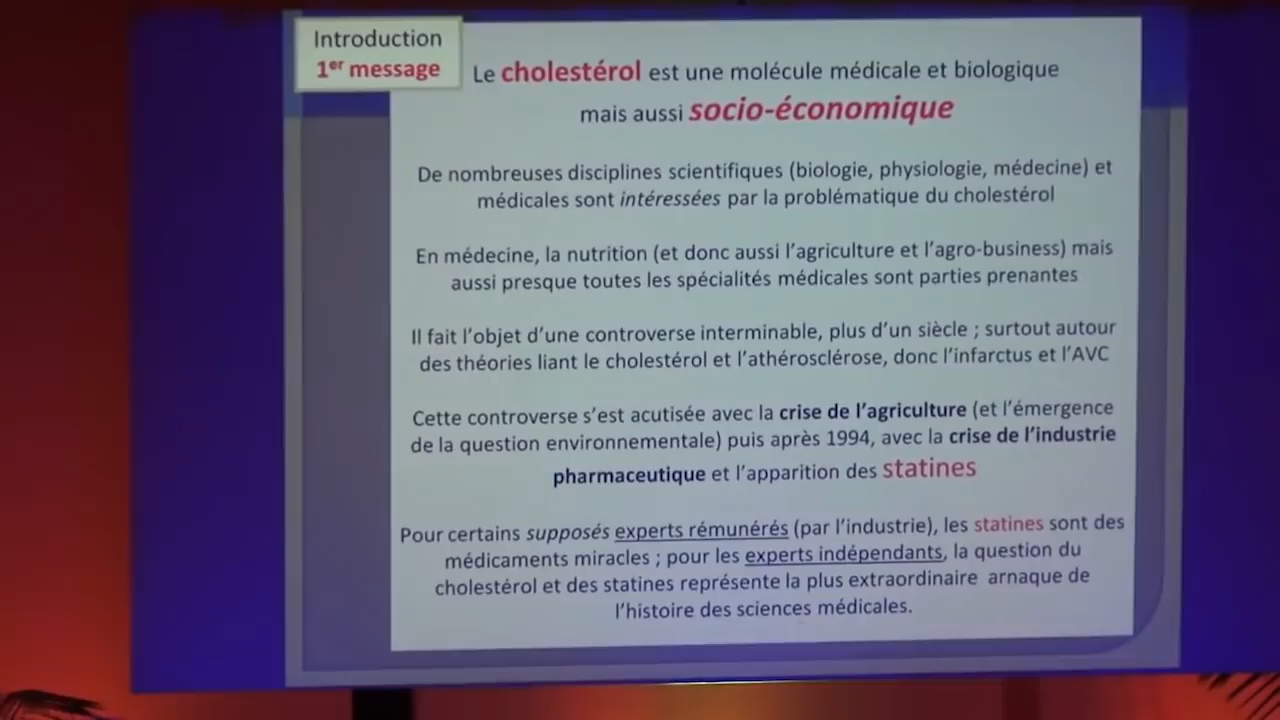 Introduction
1er message
Le cholestérol est une molécule médicale et biologique
mais aussi socio-économique
De nombreuses disciplines scientifiques (biologie, physiologie, médecine) et
médicales sont intéressées par la problématique du cholestérol
En médecine, la nutrition (et donc aussi l'agriculture et l'agro-business) mais
aussi presque toutes les spécialités médicales sont parties prenantes
Il fait l'objet d'une controverse interminable, plus d'un siècle ; surtout autour
des théories liant le cholestérol et l'athérosclérose, donc l'infarctus et l'AVC
Cette controverse s'est acutisée avec la crise de l'agriculture (et l'émergence
de la question environnementale) puis après 1994, avec la crise de l'industrie
pharmaceutique et l'apparition des statines
Pour certains supposés experts rémunérés (par l'industrie), les statines sont des
médicaments miracles ; pour les experts indépendants, la question du
cholestérol et des statines représente la plus extraordinaire arnaque de
l'histoire des sciences médicales.